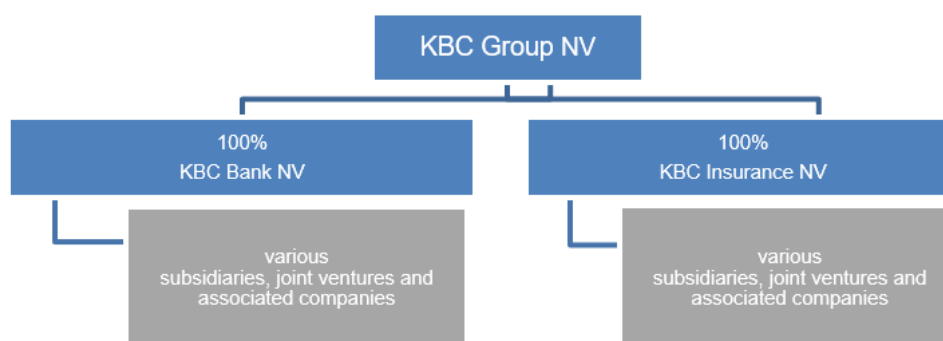 KBC Group NV
100%
KBC Bank NV
100%
KBC Insurance NV
various
subsidiaries, joint ventures and
associated companies
various
subsidiaries, joint ventures and
associated companies